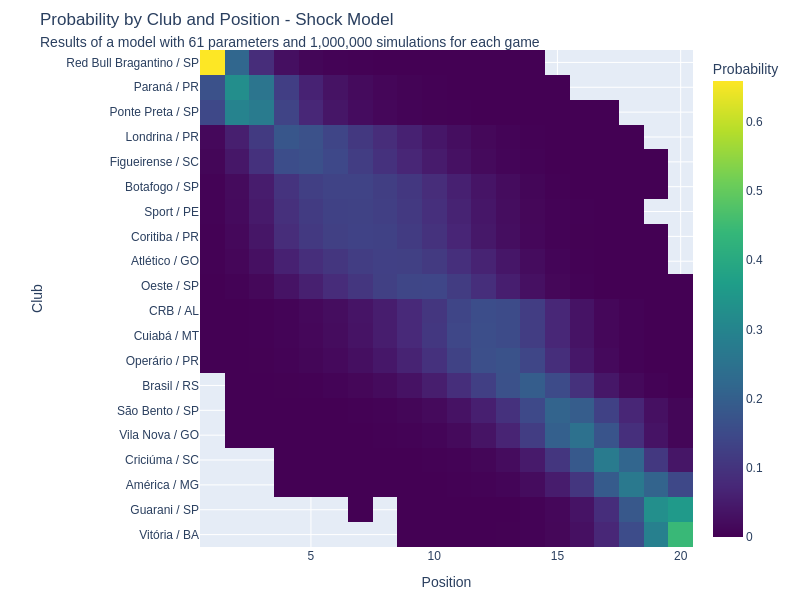 Probability by Club and Position - Shock Model
Results of a model with 61 parameters and 1,000,000 simulations for each game
Probability
Red Bull Bragantino / SP
Paraná / PR
Ponte Preta / SP
Londrina / PR
Figueirense / SC
Botafogo / SP
Sport / PE
Coritiba / PR
Atlético / GO
Oeste / SP
CRB / AL
Cuiabá / MT
Operário / PR
Brasil / RS
São Bento / SP
Vila Nova / GO
Criciúma / SC
América / MG
Guarani / SP
Vitória / BA
Club
0.6
0.5
0.4
0.3
0.2
0.1
0
5
10
15
20
Position